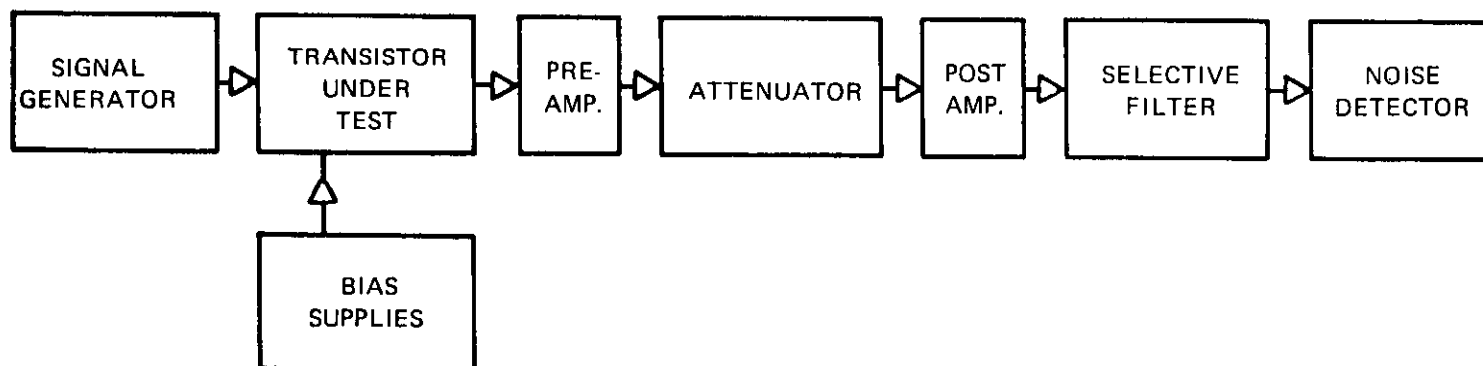 SIGNAL
GENERATOR
TRANSISTOR
UNDER
TEST
PRE-
AMP.
ATTENUATOR
POST
AMP.
SELECTIVE
FILTER
NOISE
DETECTOR
BIAS
SUPPLIES